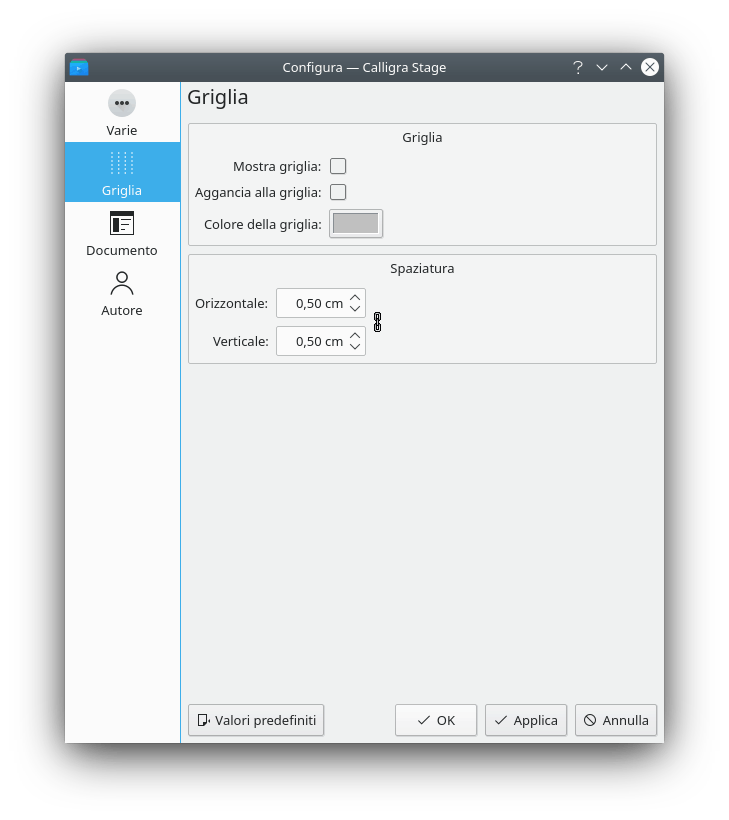 Configura — Calligra Stage
Varie
Griglia
Documento
Autore
Griglia
Griglia
Mostra griglia:
Aggancia alla griglia:
Colore della griglia:
Spaziatura
Orizzontale: 0,50 cm
Verticale: 0,50 cm
Valori predefiniti OK Applica Annulla